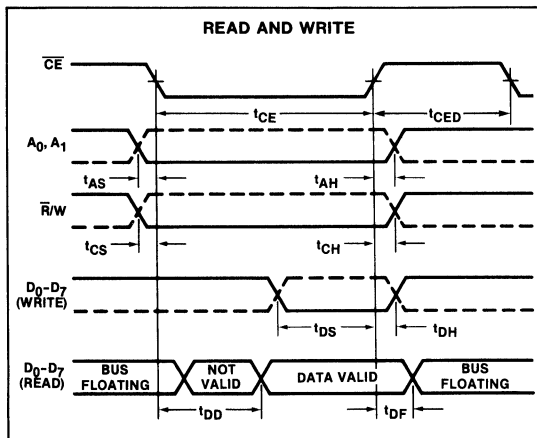 READ AND WRITE
CE
tCE
tCED
A0, A1
tAS
tAH
R/W
tCS
tCH
D0-D7
(WRITE)
tDS
tDH
D0-D7
(READ)
BUS
FLOATING
NOT
VALID
DATA VALID
BUS
FLOATING
tDD
tDF